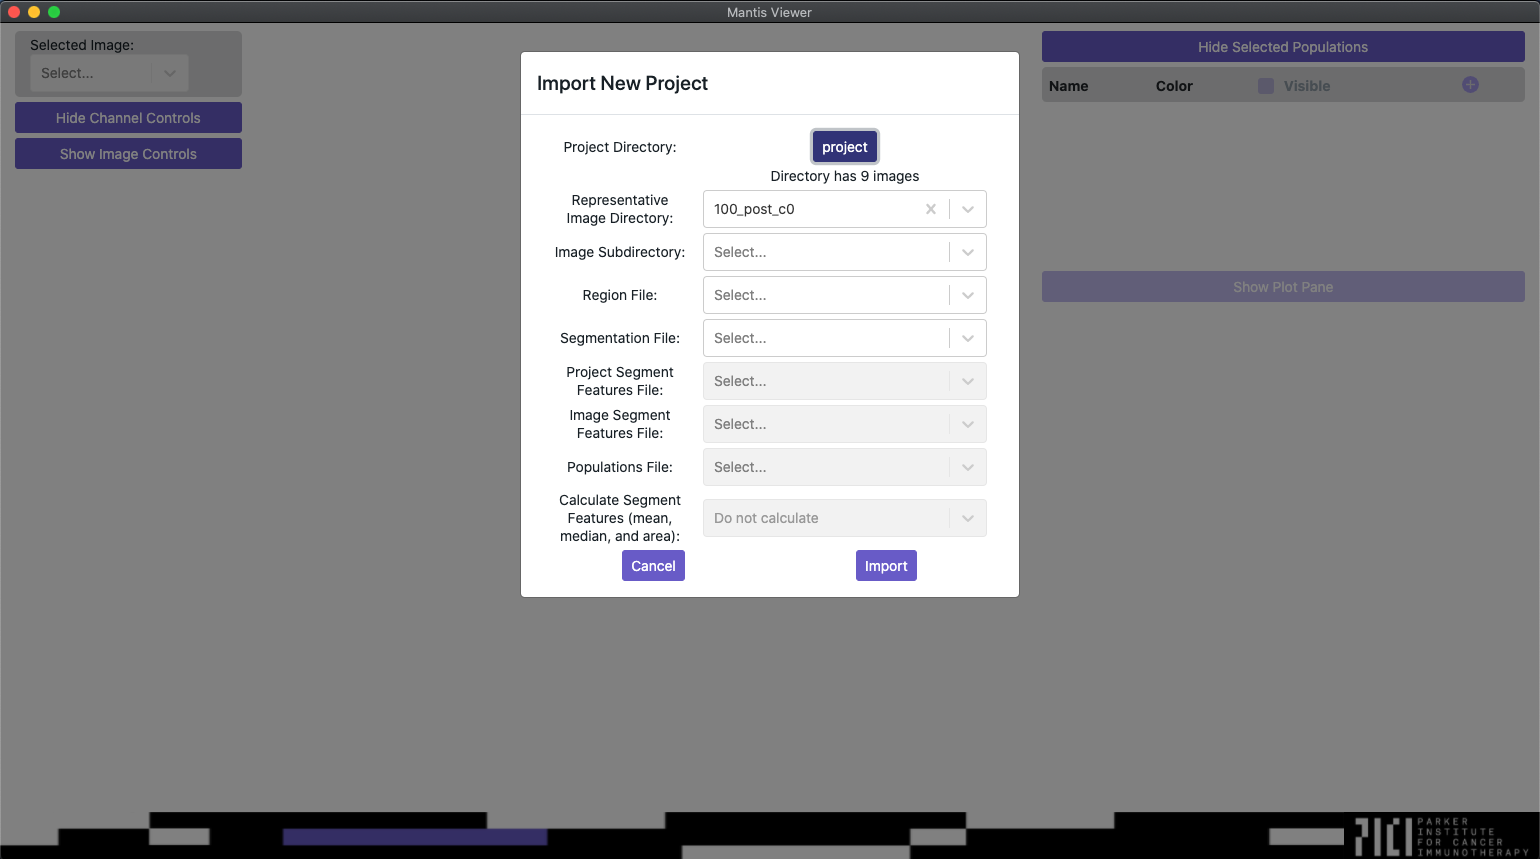 Mantis Viewer
Selected Image:
Select...
Hide Channel Controls
Show Image Controls
Import New Project
Project Directory:
project
Directory has 9 images
Representative
Image Directory:
100_post_c0
Image Subdirectory:
Select...
Region File:
Select...
Segmentation File:
Select...
Project Segment
Features File:
Select...
Image Segment
Features File:
Select...
Populations File:
Select...
Calculate Segment
Features (mean,
median, and area):
Do not calculate
Cancel
Import
Hide Selected Populations
Name Color Visible
Show Plot Pane
PICI
PARKER
INSTITUTE
FOR CANCER
IMMUNOTHERAPY